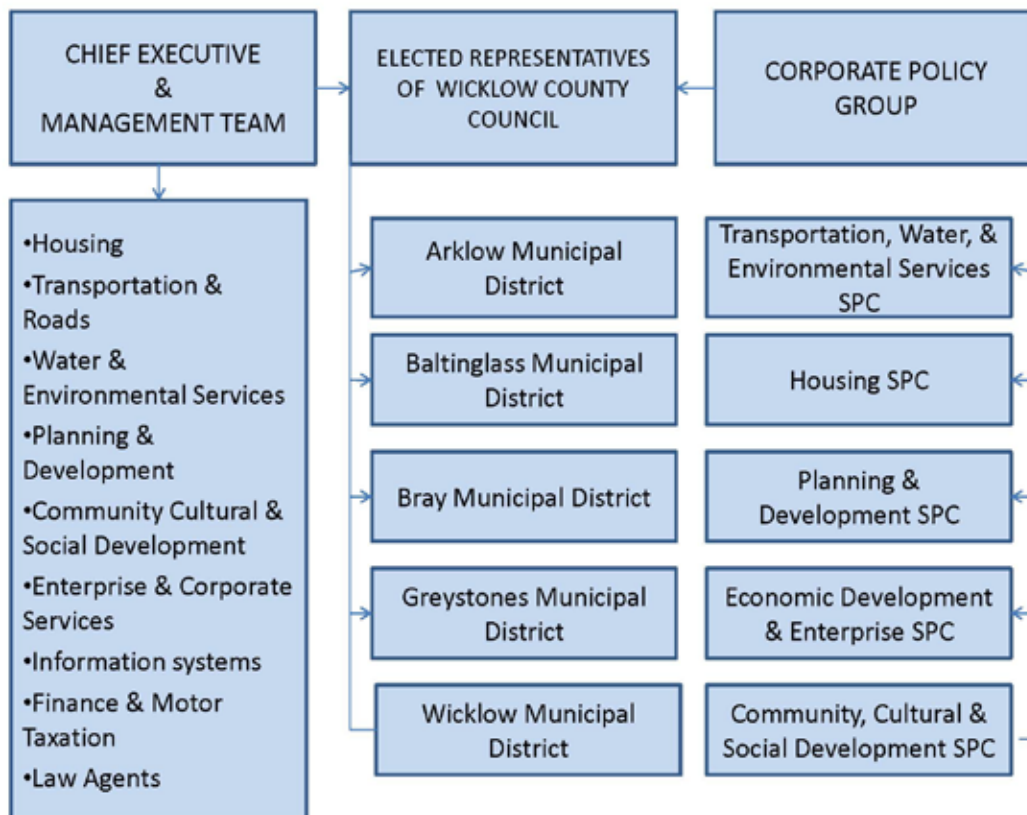 CHIEF EXECUTIVE
&
MANAGEMENT TEAM
ELECTED REPRESENTATIVES
OF WICKLOW COUNTY
COUNCIL
CORPORATE POLICY
GROUP
•Housing
•Transportation &
Roads
•Water &
Environmental Services
•Planning &
Development
•Community Cultural &
Social Development
•Enterprise & Corporate
Services
•Information systems
•Finance & Motor
Taxation
•Law Agents
Arklow Municipal
District
Baltinglass Municipal
District
Bray Municipal District
Greystones Municipal
District
Wicklow Municipal
District
Transportation, Water, &
Environmental Services
SPC
Housing SPC
Planning &
Development SPC
Economic Development
& Enterprise SPC
Community, Cultural &
Social Development SPC